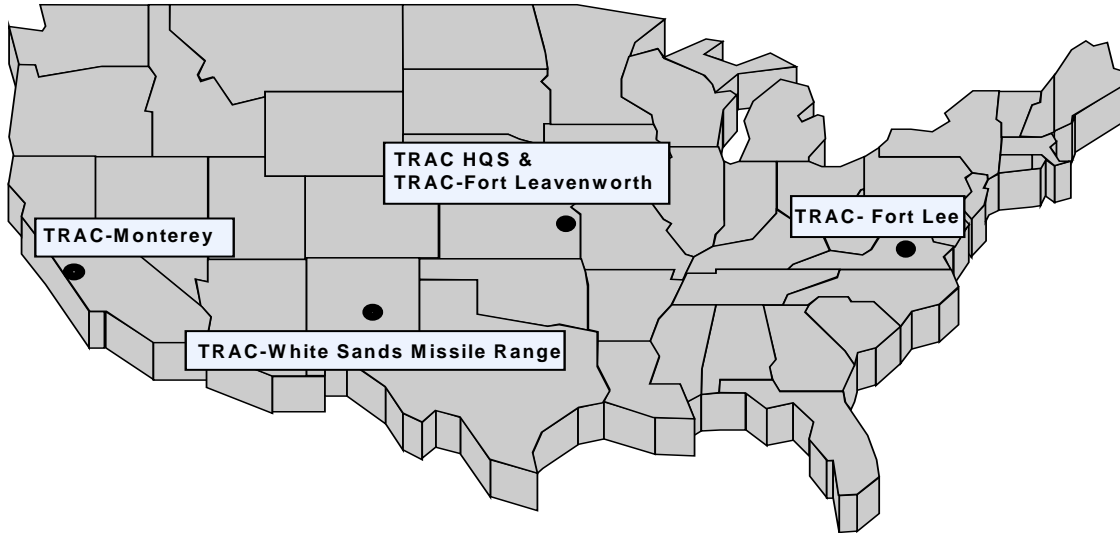 TRAC HQS &
TRAC-Fort Leavenworth
TRAC- Fort Lee
TRAC-Monterey
TRAC-White Sands Missile Range